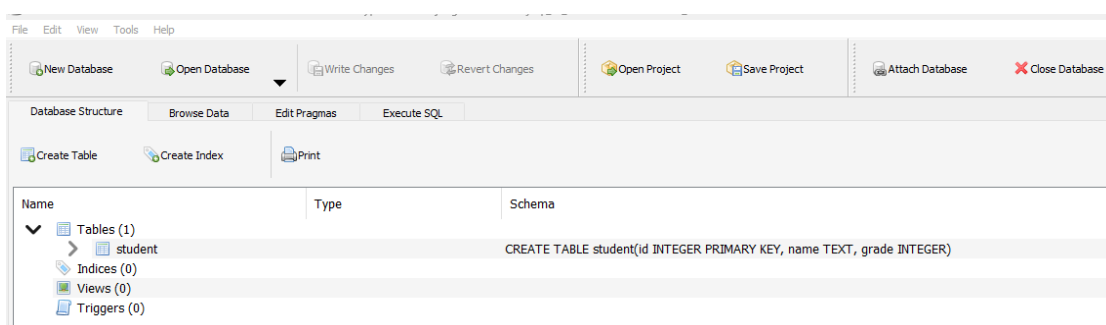 File Edit View Tools Help
New Database Open Database Write Changes Revert Changes Open Project Save Project Attach Database Close Database
Database Structure Browse Data Edit Pragmas Execute SQL
Create Table Create Index Print
Name Type Schema
Tables (1)
student CREATE TABLE student(id INTEGER PRIMARY KEY, name TEXT, grade INTEGER)
Indices (0)
Views (0)
Triggers (0)